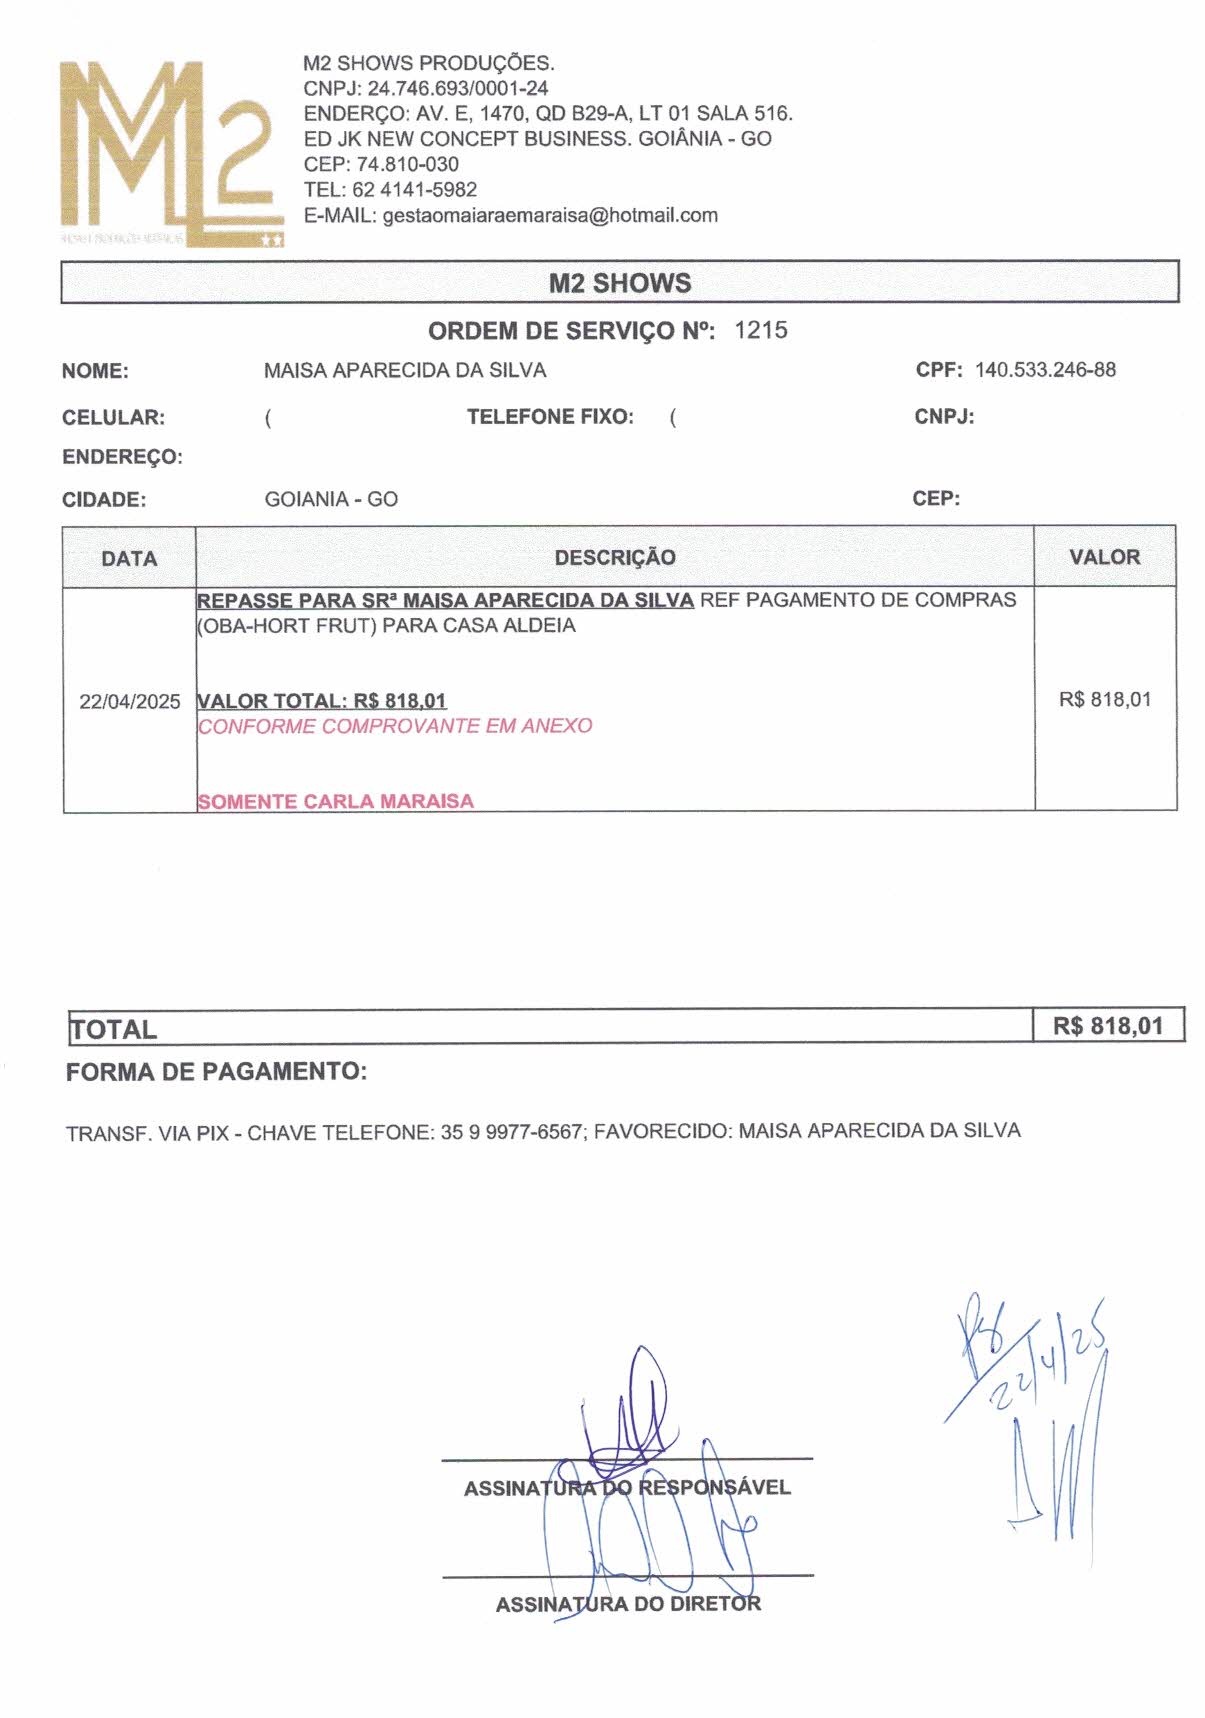 M2
M2 SHOWS PRODUÇÕES.
CNPJ: 24.746.693/0001-24
ENDERÇO: AV. E, 1470, QD B29-A, LT 01 SALA 516.
ED JK NEW CONCEPT BUSINESS. GOIÂNIA - GO
CEP: 74.810-030
TEL: 62 4141-5982
E-MAIL: gestaomaiaraemaraisa@hotmail.com
M2 SHOWS
ORDEM DE SERVIÇO Nº: 1215
NOME: MAISA APARECIDA DA SILVA CPF: 140.533.246-88
CELULAR: ( TELEFONE FIXO: ( CNPJ:
ENDEREÇO:
CIDADE: GOIANIA - GO CEP:
DATA DESCRIÇÃO VALOR
REPASSE PARA SRª MAISA APARECIDA DA SILVA REF PAGAMENTO DE COMPRAS
(OBA-HORT FRUT) PARA CASA ALDEIA
22/04/2025 VALOR TOTAL: R$ 818,01 R$ 818,01
CONFORME COMPROVANTE EM ANEXO
SOMENTE CARLA MARAISA
TOTAL R$ 818,01
FORMA DE PAGAMENTO:
TRANSF. VIA PIX - CHAVE TELEFONE: 35 9 9977-6567; FAVORECIDO: MAISA APARECIDA DA SILVA
22/4/25
ASSINATURA DO RESPONSÁVEL
ASSINATURA DO DIRETOR